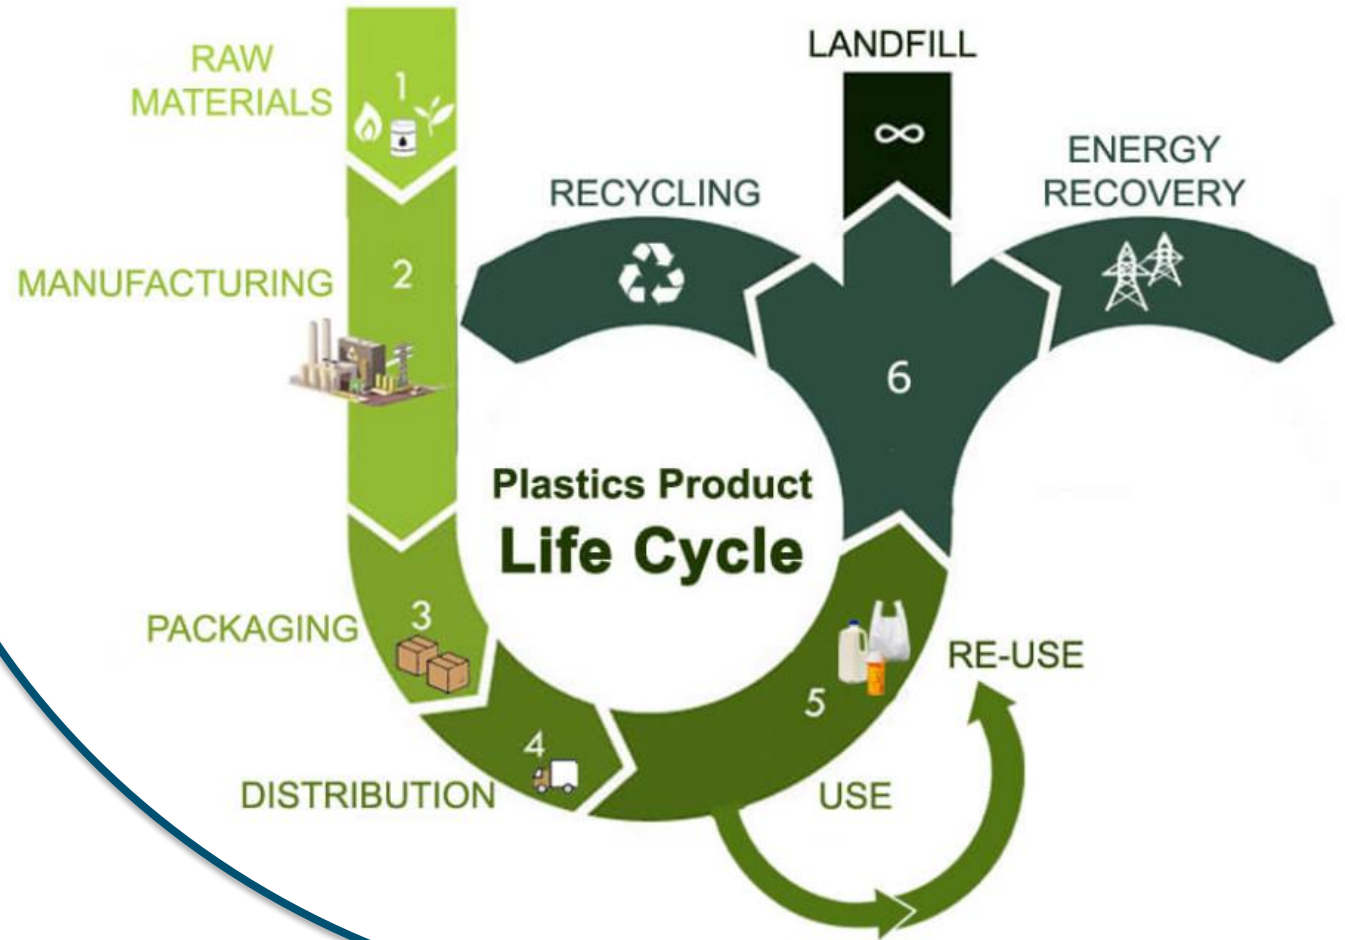 RAW
MATERIALS
1
MANUFACTURING
2
PACKAGING
3
DISTRIBUTION
4
USE
5
RE-USE
6
RECYCLING
LANDFILL
ENERGY
RECOVERY
Plastics Product
Life Cycle